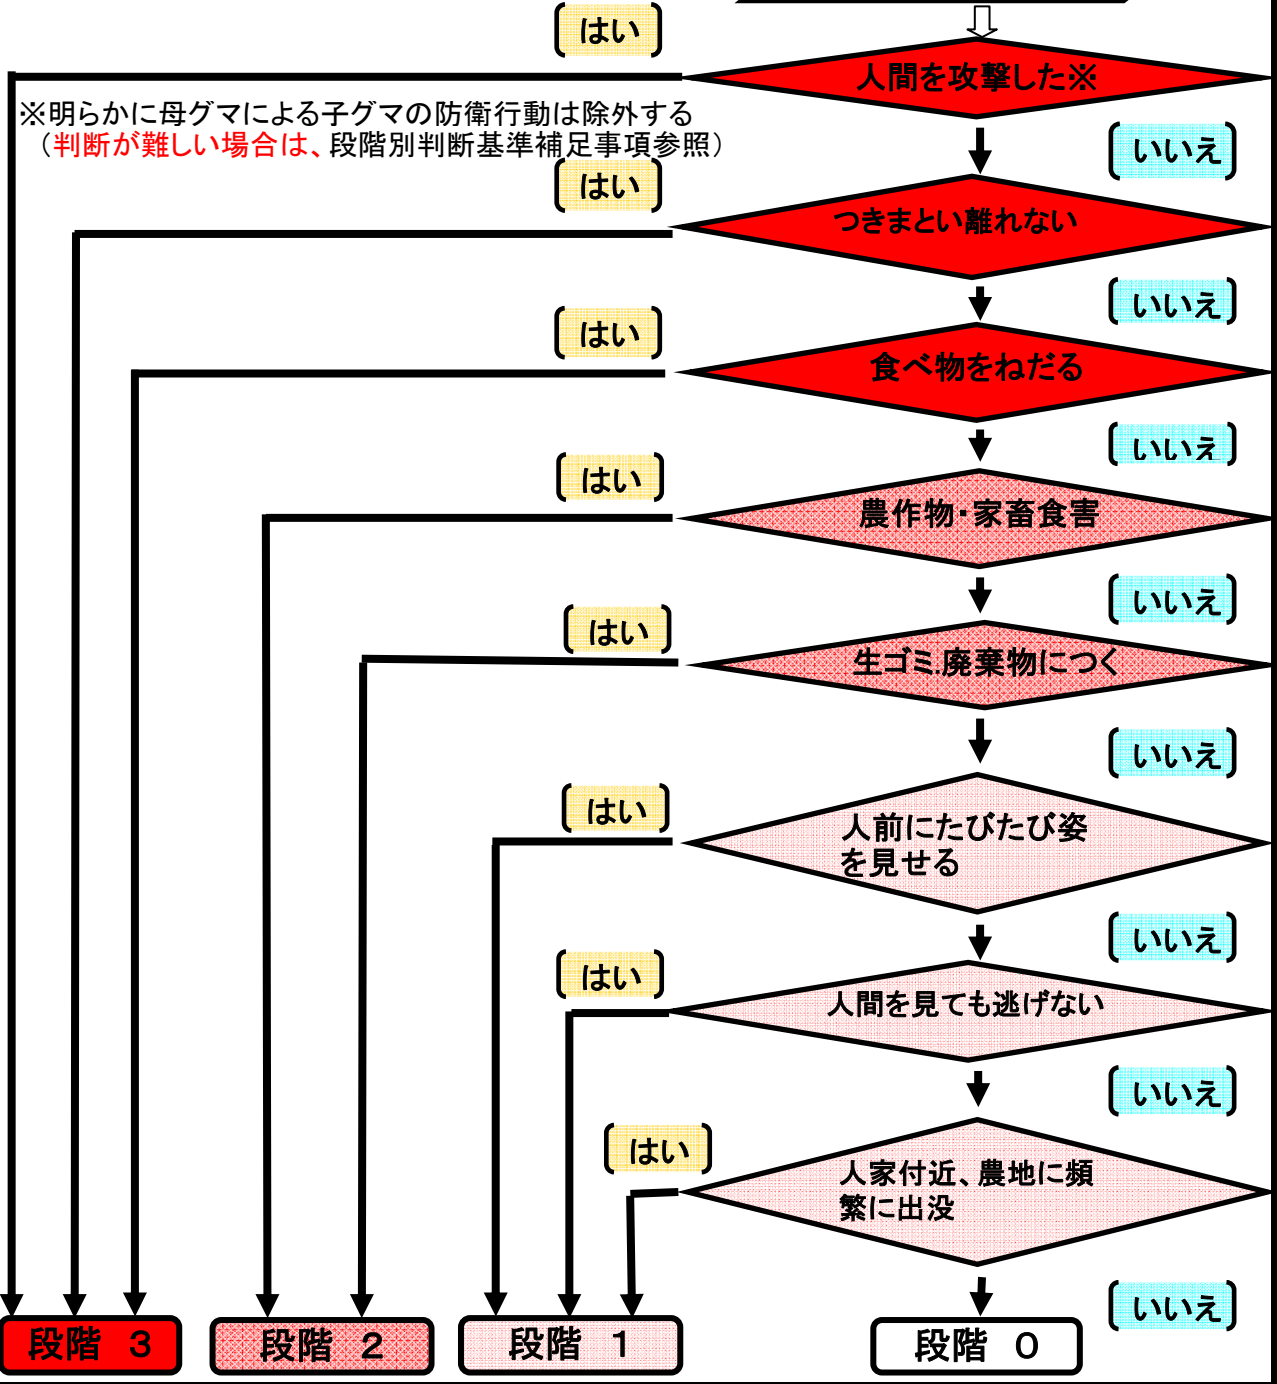 はい
人間を攻撃した※
※明らかに母グマによる子グマの防衛行動は除外する
（判断が難しい場合は、段階別判断基準補足事項参照）
いいえ
はい
つきまとい離れない
いいえ
はい
食べ物をねだる
いいえ
はい
農作物・家畜食害
いいえ
はい
生ゴミ.廃棄物につく
いいえ
はい
人前にたびたび姿
を見せる
いいえ
はい
人間を見ても逃げない
いいえ
はい
人家付近、農地に頻
繁に出没
いいえ
段階　３
段階　２
段階　１
段階　０